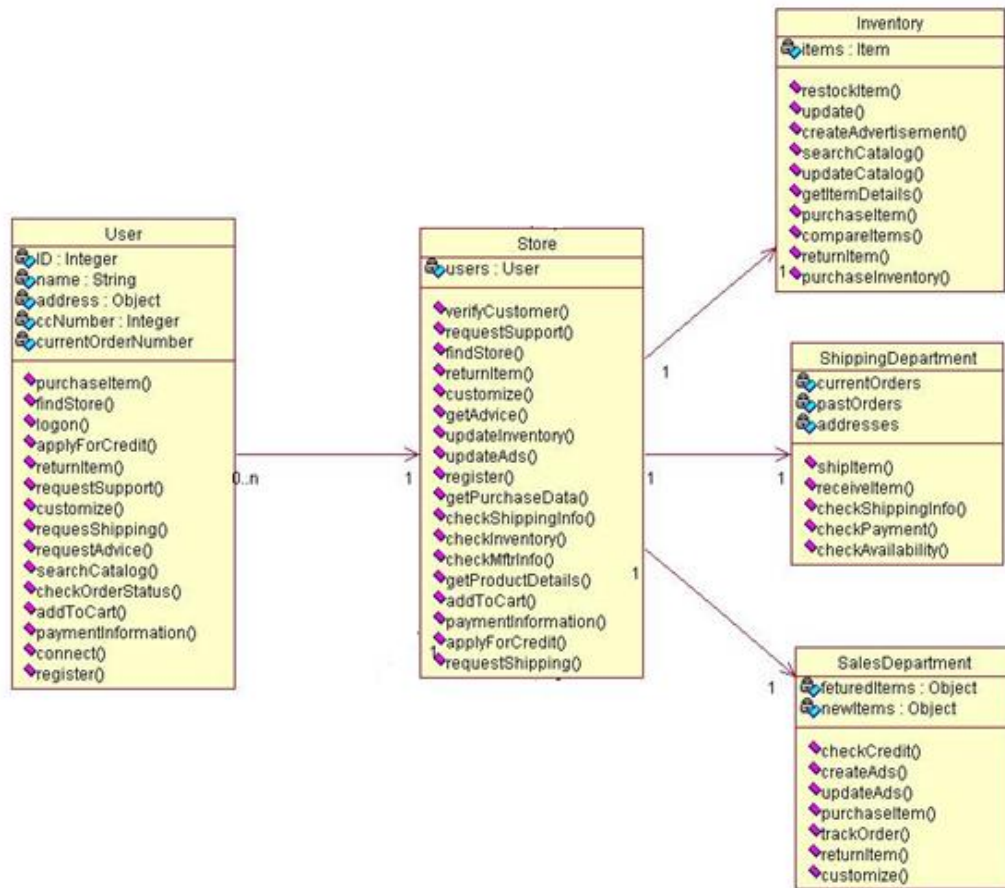 Inventory
items : Item
restockItem()
update()
createAdvertisement()
searchCatalog()
updateCatalog()
getItemDetails()
purchaseItem()
compareItems()
returnItem()
1 purchaseInventory()
User
ID : Integer
name : String
address : Object
ccNumber : Integer
currentOrderNumber
purchaseItem()
findStore()
logon()
applyForCredit()
returnItem()
requestSupport()
customize()
requesShipping()
requestAdvice()
searchCatalog()
checkOrderStatus()
addToCart()
paymentInformation()
connect()
register()
0..n
1
Store
users : User
verifyCustomer()
requestSupport()
findStore()
returnItem()
customize()
getAdvice()
updateInventory()
updateAds()
register()
getPurchaseData()
checkShippingInfo()
checkInventory()
checkMftrInfo()
getProductDetails()
addToCart()
paymentInformation()
applyForCredit()
1
requestShipping()
1
1
1
1
1
ShippingDepartment
currentOrders
pastOrders
addresses
shipItem()
receiveItem()
checkShippingInfo()
checkPayment()
checkAvailability()
SalesDepartment
feturedItems : Object
newItems : Object
checkCredit()
createAds()
updateAds()
purchaseItem()
trackOrder()
returnItem()
customize()